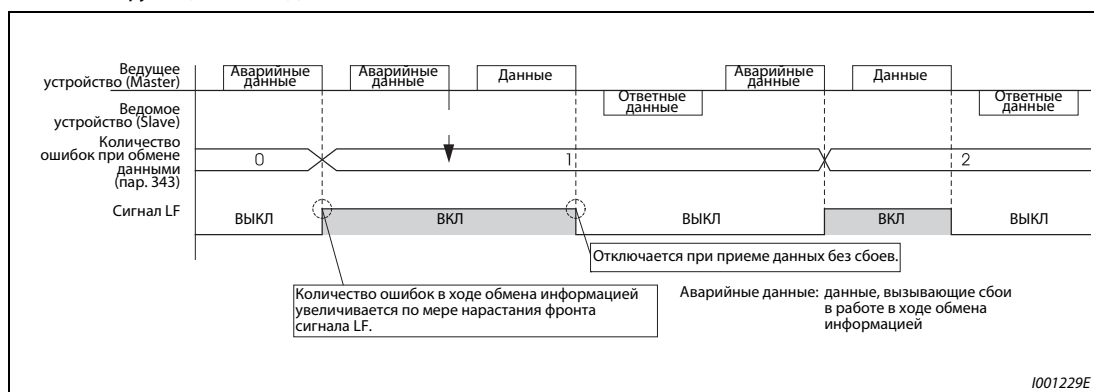 Ведущее
устройство (Master)
Аварийные
данные
Аварийные
данные
Данные
Аварийные
данные
Данные
Ведомое
устройство (Slave)
Ответные
данные
Ответные
данные
Количество
ошибок при обмене
данными
(пар. 343)
0
1
2
Сигнал LF
ВЫКЛ
ВКЛ
ВЫКЛ
ВКЛ
ВЫКЛ
Отключается при приеме данных без сбоев.
Количество ошибок в ходе обмена информацией
увеличивается по мере нарастания фронта
сигнала LF.
Аварийные данные: данные, вызывающие сбои
в работе в ходе обмена
информацией
I001229E